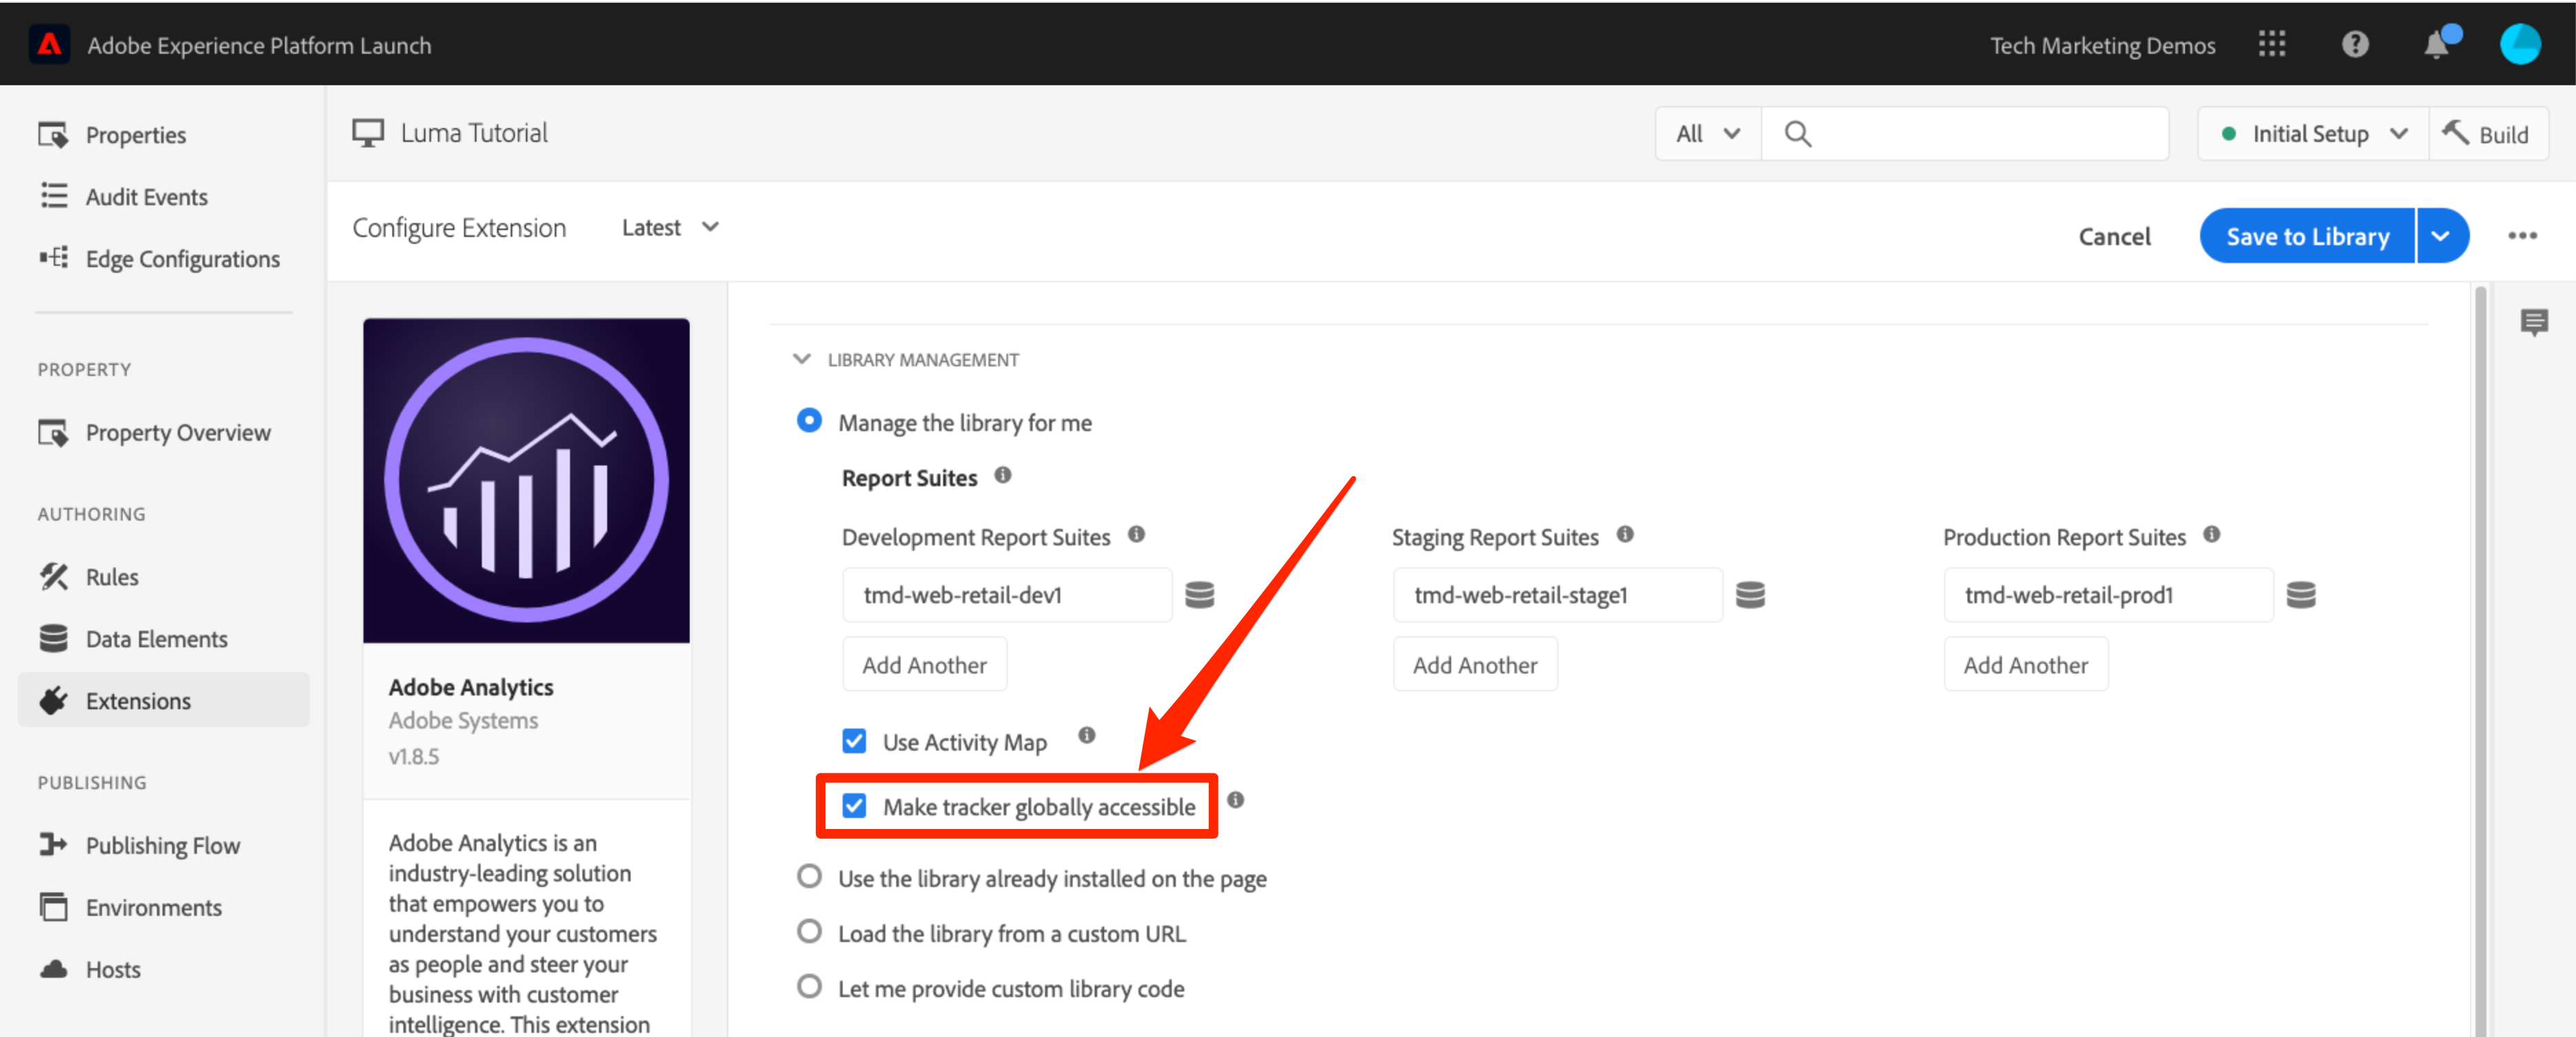 Adobe Experience Platform Launch
Tech Marketing Demos
Properties
Audit Events
Edge Configurations
PROPERTY
Property Overview
AUTHORING
Rules
Data Elements
Extensions
PUBLISHING
Publishing Flow
Environments
Hosts
Luma Tutorial
All
Initial Setup
Build
Configure Extension
Latest
Cancel
Save to Library
Adobe Analytics
Adobe Systems
v1.8.5
Adobe Analytics is an
industry-leading solution
that empowers you to
understand your customers
as people and steer your
business with customer
intelligence. This extension
LIBRARY MANAGEMENT
Manage the library for me
Report Suites
Development Report Suites
Staging Report Suites
Production Report Suites
tmd-web-retail-dev1
tmd-web-retail-stage1
tmd-web-retail-prod1
Add Another
Add Another
Add Another
Use Activity Map
Make tracker globally accessible
Use the library already installed on the page
Load the library from a custom URL
Let me provide custom library code